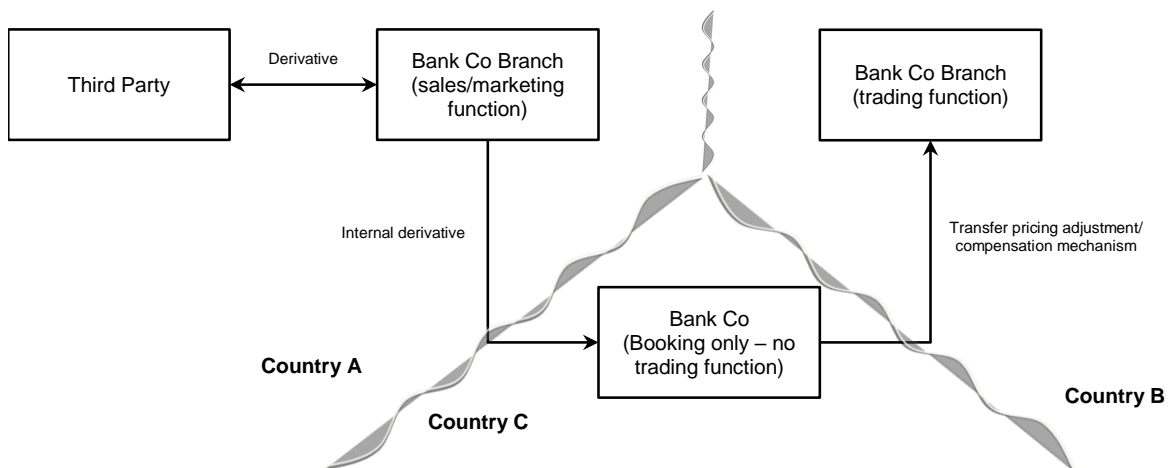 Third Party
Derivative
Bank Co Branch
(sales/marketing
function)
Bank Co Branch
(trading function)
Internal derivative
Transfer pricing adjustment/
compensation mechanism
Bank Co
(Booking only – no
trading function)
Country A
Country C
Country B